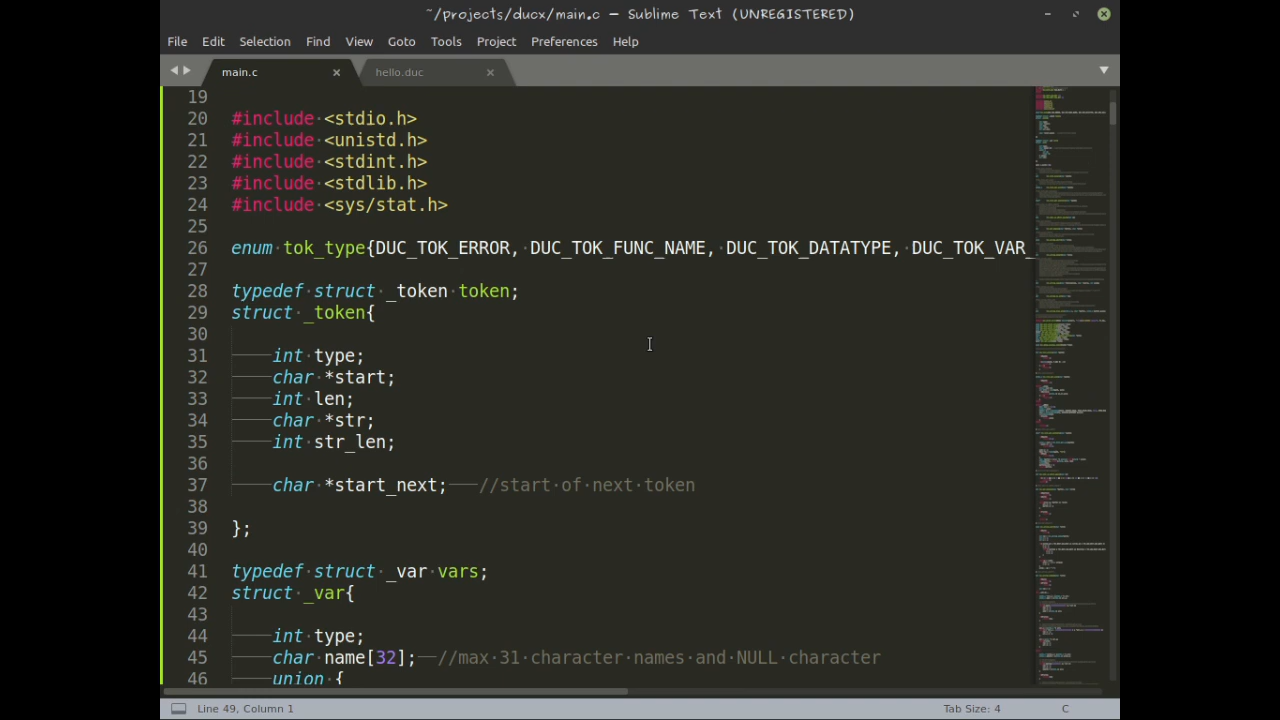 ~/projects/ducx/main.c — Sublime Text (UNREGISTERED)
File Edit Selection Find View Goto Tools Project Preferences Help
main.c hello.duc
19
20 #include <stdio.h>
21 #include <unistd.h>
22 #include <stdint.h>
23 #include <stdlib.h>
24 #include <sys/stat.h>
25
26 enum tok_type{DUC_TOK_ERROR, DUC_TOK_FUNC_NAME, DUC_TOK_DATATYPE, DUC_TOK_VAR_
27
28 typedef struct _token token;
29 struct _token{
30
31 int type;
32 char *start;
33 int len;
34 char *str;
35 int str_len;
36
37 char *start_next; //start of next token
38
39 };
40
41 typedef struct _var vars;
42 struct _var{
43
44 int type;
45 char name[32]; //max 31 character names and NULL character
46 union {
Line 49, Column 1 Tab Size: 4 C